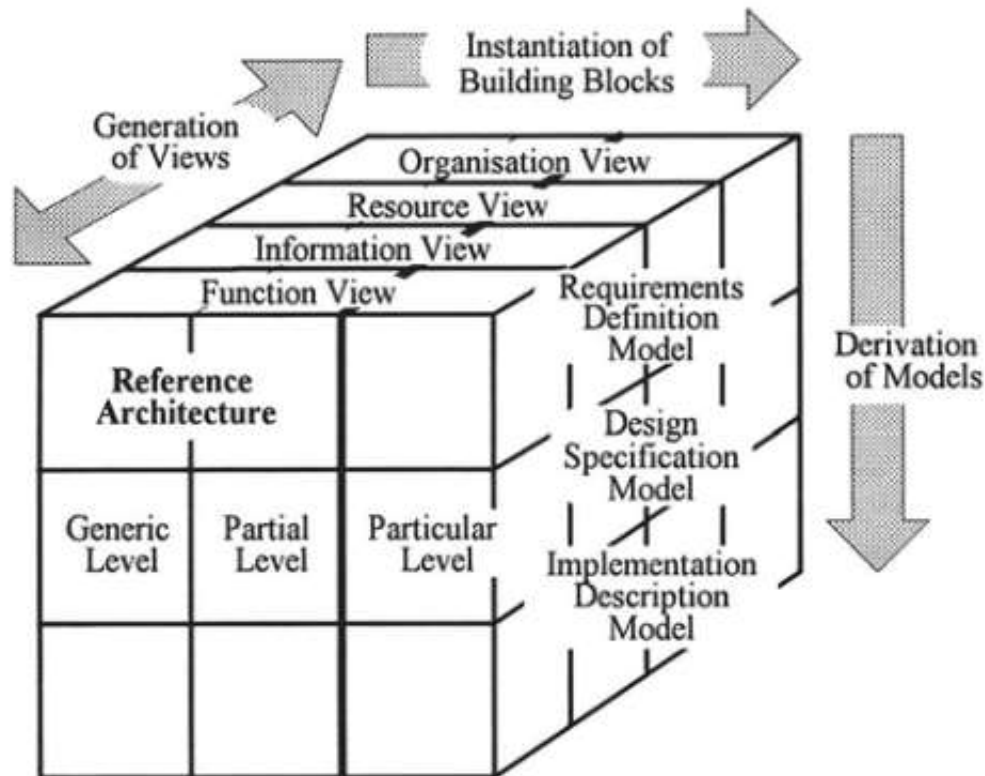 Instantiation of
Building Blocks
Generation
of Views
Organisation View
Resource View
Information View
Function View
Requirements
Definition
Model
Derivation
of Models
Reference
Architecture
Design
Specification
Model
Generic
Level
Partial
Level
Particular
Level
Implementation
Description
Model